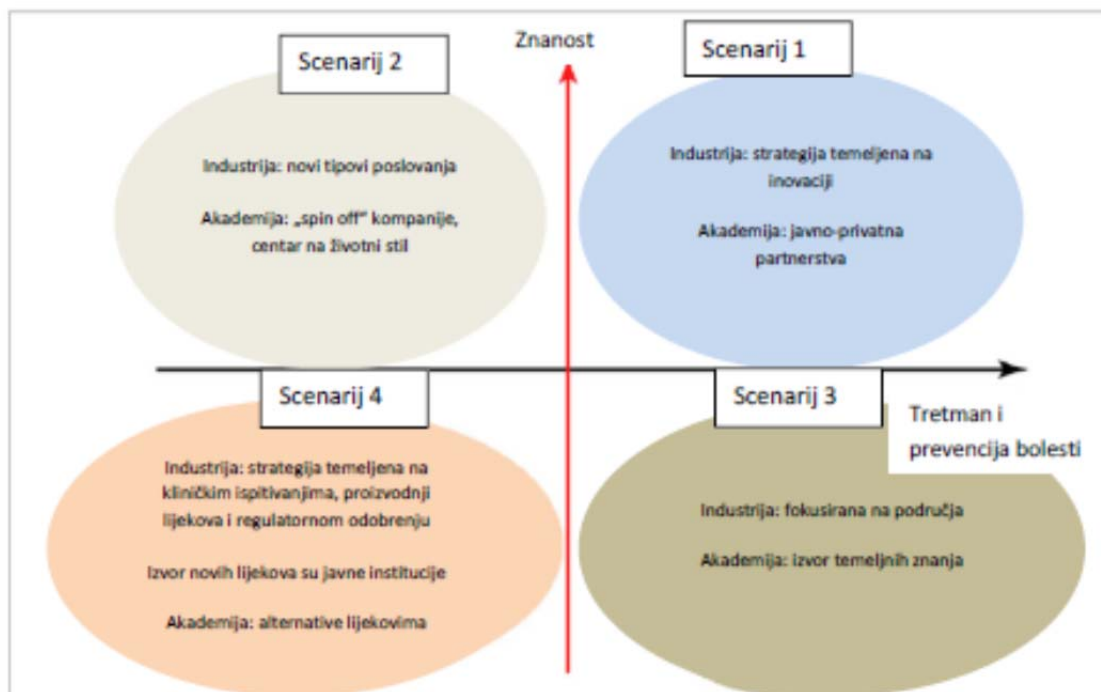 Znanost
Scenarij 2
Industrija: novi tipovi poslovanja
Akademija: „spin off“ kompanije,
centar na životni stil
Scenarij 1
Industrija: strategija temeljena na
inovaciji
Akademija: javno-privatna
partnerstva
Scenarij 4
Industrija: strategija temeljena na
kliničkim ispitivanjima, proizvodnji
lijekova i regulatornom odobrenju
Izvor novih lijekova su javne institucije
Akademija: alternative lijekovima
Scenarij 3
Tretman i
prevencija bolesti
Industrija: fokusirana na područja
Akademija: izvor temeljnih znanja